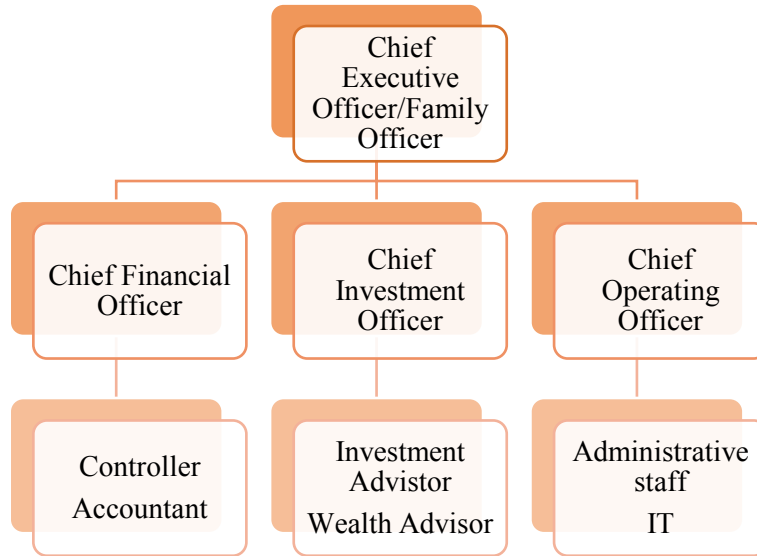 Chief
Executive
Officer/Family
Officer
Chief Financial
Officer
Chief
Investment
Officer
Chief
Operating
Officer
Controller
Accountant
Investment
Advistor
Wealth Advisor
Administrative
staff
IT